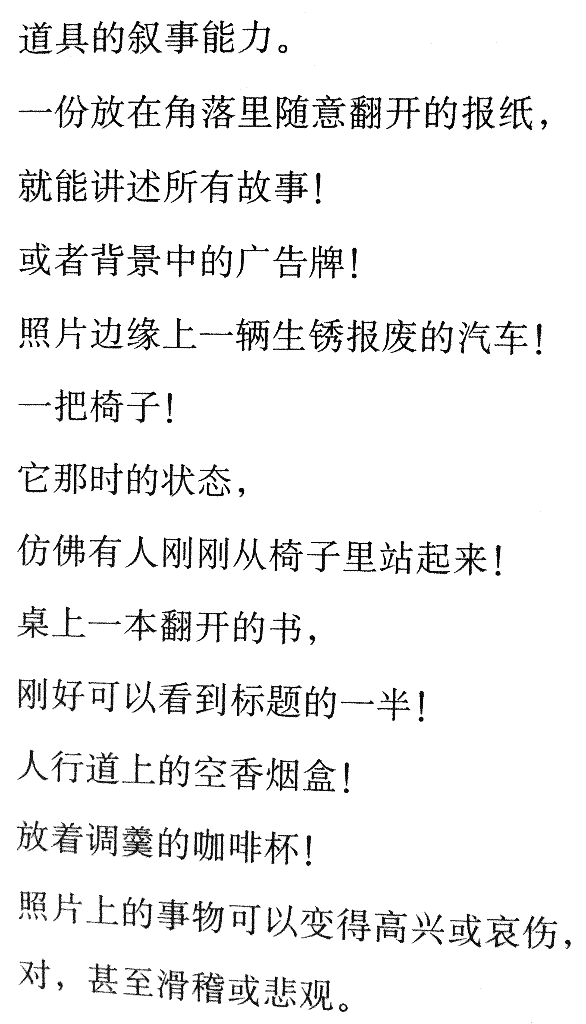 道具的叙事能力。
一份放在角落里随意翻开的报纸，
就能讲述所有故事！
或者背景中的广告牌！
照片边缘上一辆生锈报废的汽车！
一把椅子！
它那时的状态，
仿佛有人刚刚从椅子里站起来！
桌上一本翻开的书，
刚好可以看到标题的一半！
人行道上的空香烟盒！
放着调羹的咖啡杯！
照片上的事物可以变得高兴或哀伤，
对，甚至滑稽或悲观。